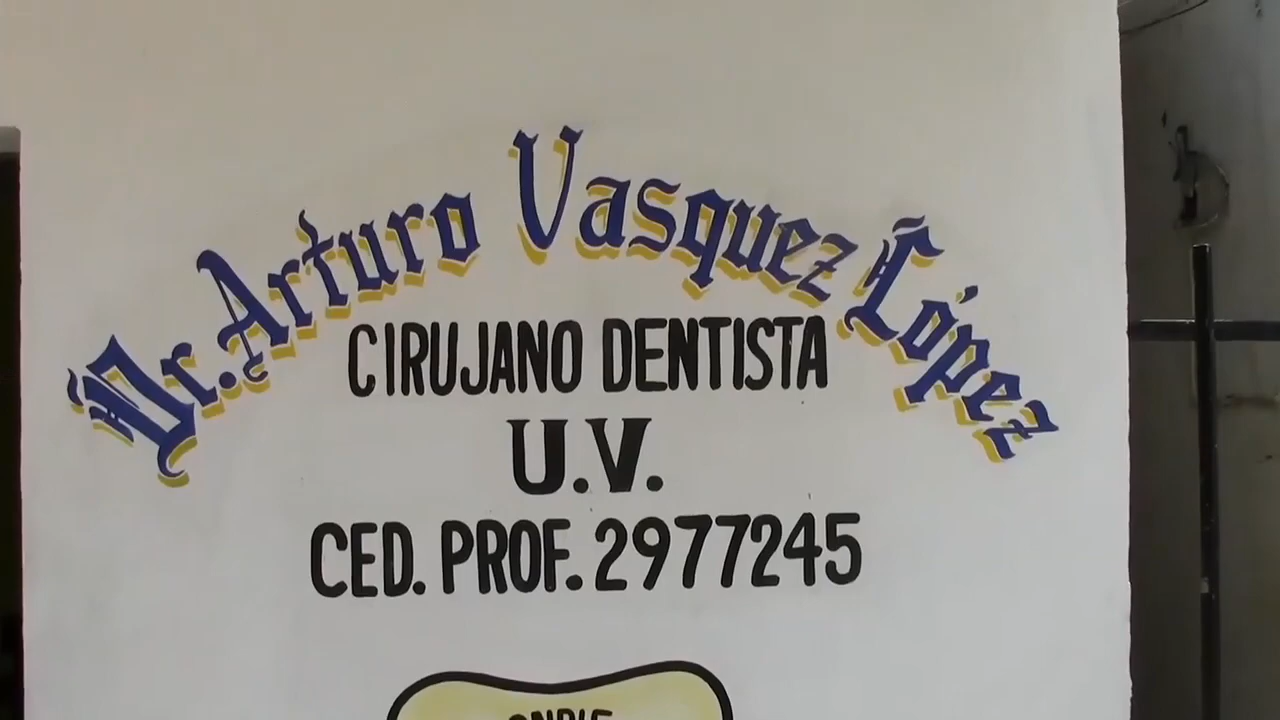 Dr. Arturo Vasquez López
CIRUJANO DENTISTA
U.V.
CED. PROF. 2977245